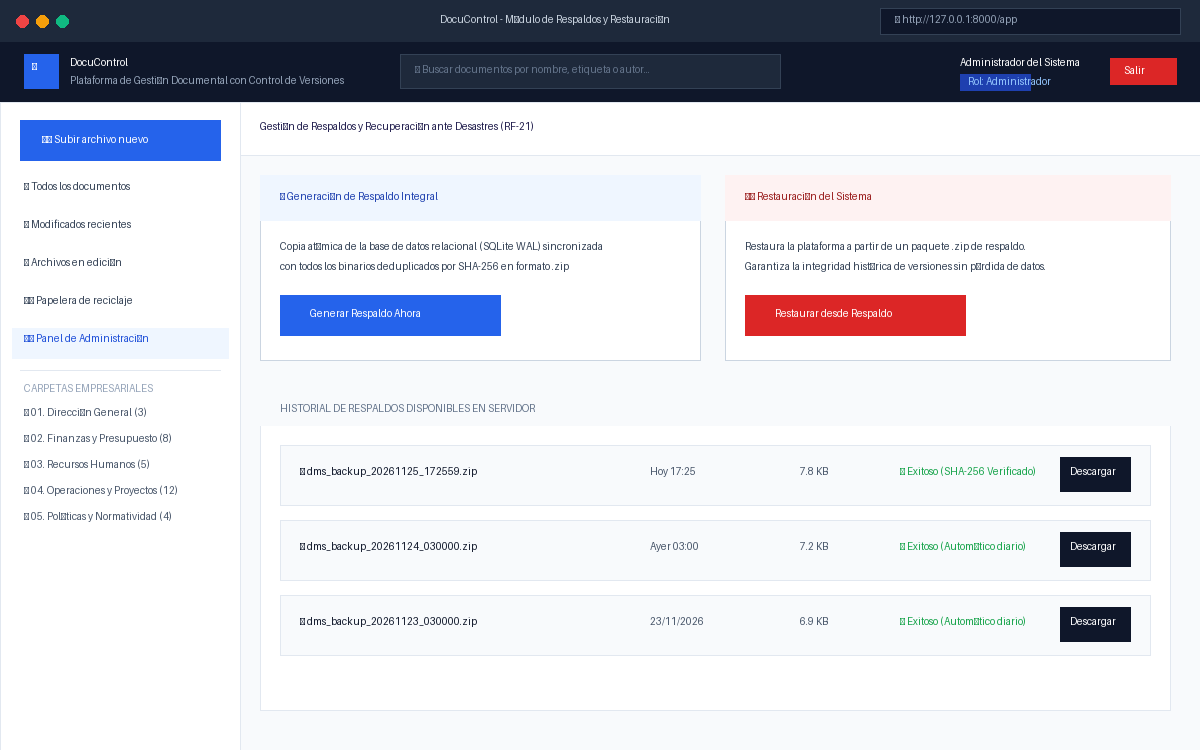 DocuControl - M□dulo de Respaldos y Restauraci□n
http://127.0.0.1:8000/app
DocuControl
Plataforma de Gesti□n Documental con Control de Versiones
Buscar documentos por nombre, etiqueta o autor...
Administrador del Sistema
Rol: Administrador
Salir
Subir archivo nuevo
Todos los documentos
Modificados recientes
Archivos en edici□n
Papelera de reciclaje
Panel de Administraci□n
CARPETAS EMPRESARIALES
01. Direcci□n General (3)
02. Finanzas y Presupuesto (8)
03. Recursos Humanos (5)
04. Operaciones y Proyectos (12)
05. Pol□ticas y Normatividad (4)
Gesti□n de Respaldos y Recuperaci□n ante Desastres (RF-21)
Generaci□n de Respaldo Integral
Copia at□mica de la base de datos relacional (SQLite WAL) sincronizada
con todos los binarios deduplicados por SHA-256 en formato .zip
Generar Respaldo Ahora
Restauraci□n del Sistema
Restaura la plataforma a partir de un paquete .zip de respaldo.
Garantiza la integridad hist□rica de versiones sin p□rdida de datos.
Restaurar desde Respaldo
HISTORIAL DE RESPALDOS DISPONIBLES EN SERVIDOR
dms_backup_20261125_172559.zip Hoy 17:25 7.8 KB Exitoso (SHA-256 Verificado) Descargar
dms_backup_20261124_030000.zip Ayer 03:00 7.2 KB Exitoso (Autom□tico diario) Descargar
dms_backup_20261123_030000.zip 23/11/2026 6.9 KB Exitoso (Autom□tico diario) Descargar